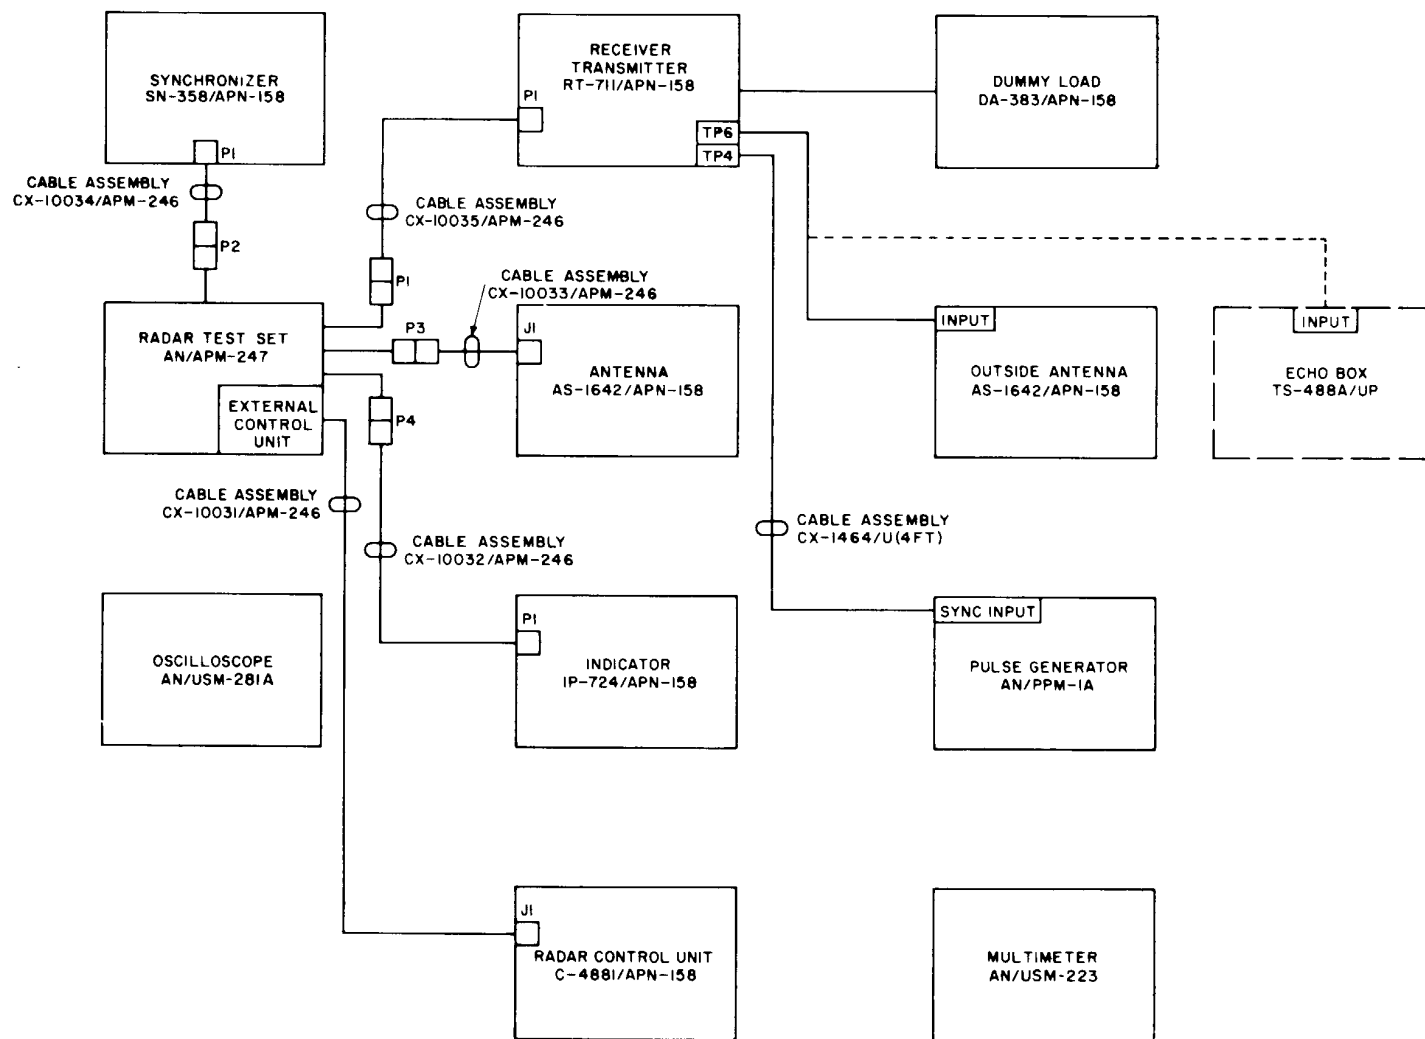 SYNCHRONIZER
SN-358/APN-158
P1
CABLE ASSEMBLY
CX-10034/APM-246
P2
RECEIVER
TRANSMITTER
RT-711/APN-158
P1
TP6
TP4
DUMMY LOAD
DA-383/APN-158
CABLE ASSEMBLY
CX-10035/APM-246
P1
CABLE ASSEMBLY
CX-10033/APM-246
P3
RADAR TEST SET
AN/APM-247
EXTERNAL
CONTROL
UNIT
P4
J1
ANTENNA
AS-1642/APN-158
INPUT
OUTSIDE ANTENNA
AS-1642/APN-158
INPUT
ECHO BOX
TS-488A/UP
CABLE ASSEMBLY
CX-10031/APM-246
CABLE ASSEMBLY
CX-10032/APM-246
CABLE ASSEMBLY
CX-1464/U(4FT)
OSCILLOSCOPE
AN/USM-281A
P1
INDICATOR
IP-724/APN-158
SYNC INPUT
PULSE GENERATOR
AN/PPM-1A
J1
RADAR CONTROL UNIT
C-4881/APN-158
MULTIMETER
AN/USM-223